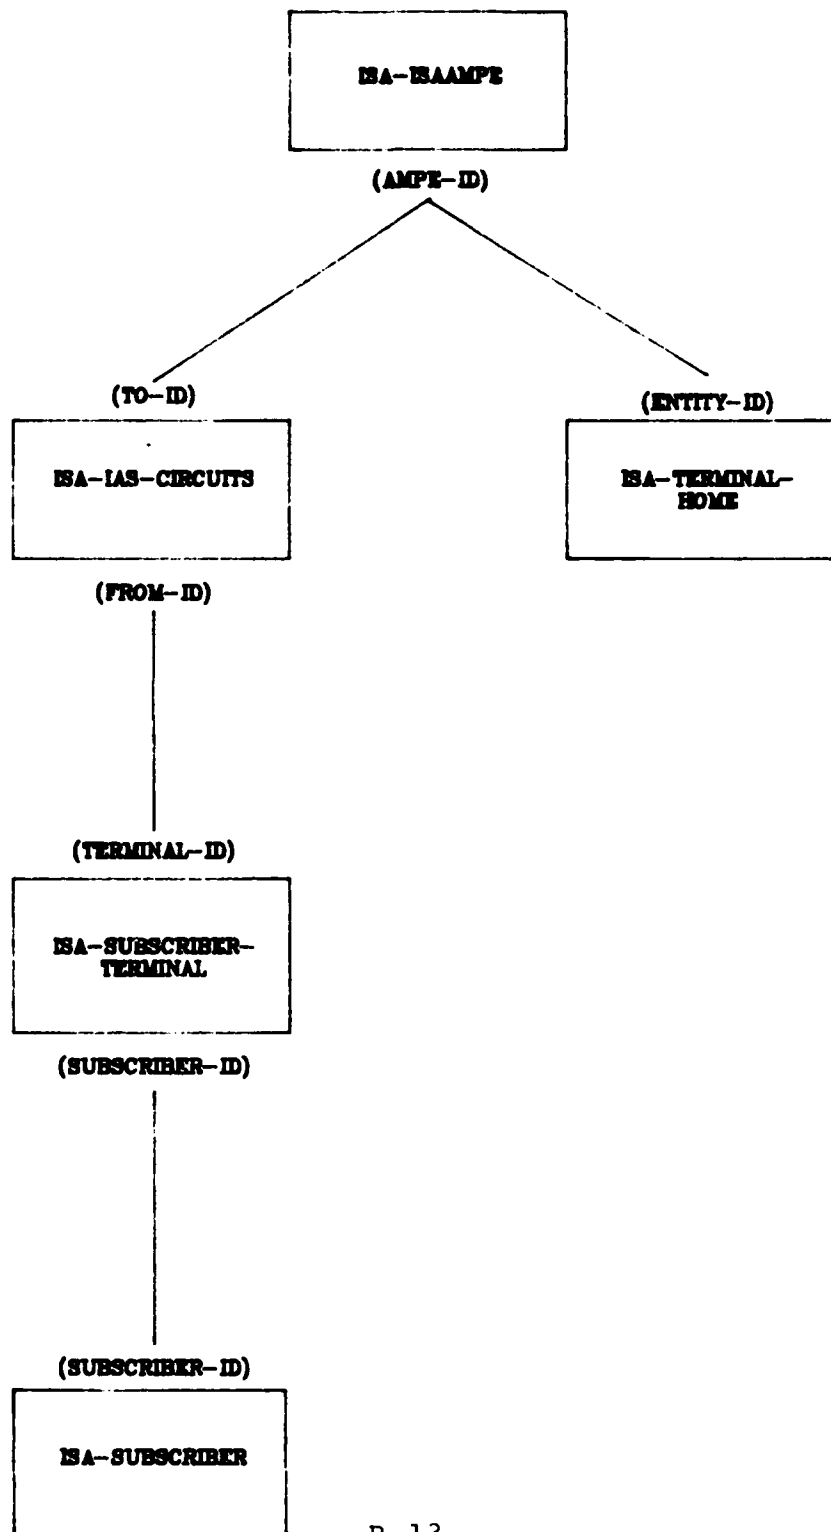 ISA-ISAAMPE
(AMPE-ID)
(TO-ID)
(ENTITY-ID)
ISA-IAS-CIRCUITS
ISA-TERMINAL-
HOME
(FROM-ID)
(TERMINAL-ID)
ISA-SUBSCRIBER-
TERMINAL
(SUBSCRIBER-ID)
(SUBSCRIBER-ID)
ISA-SUBSCRIBER